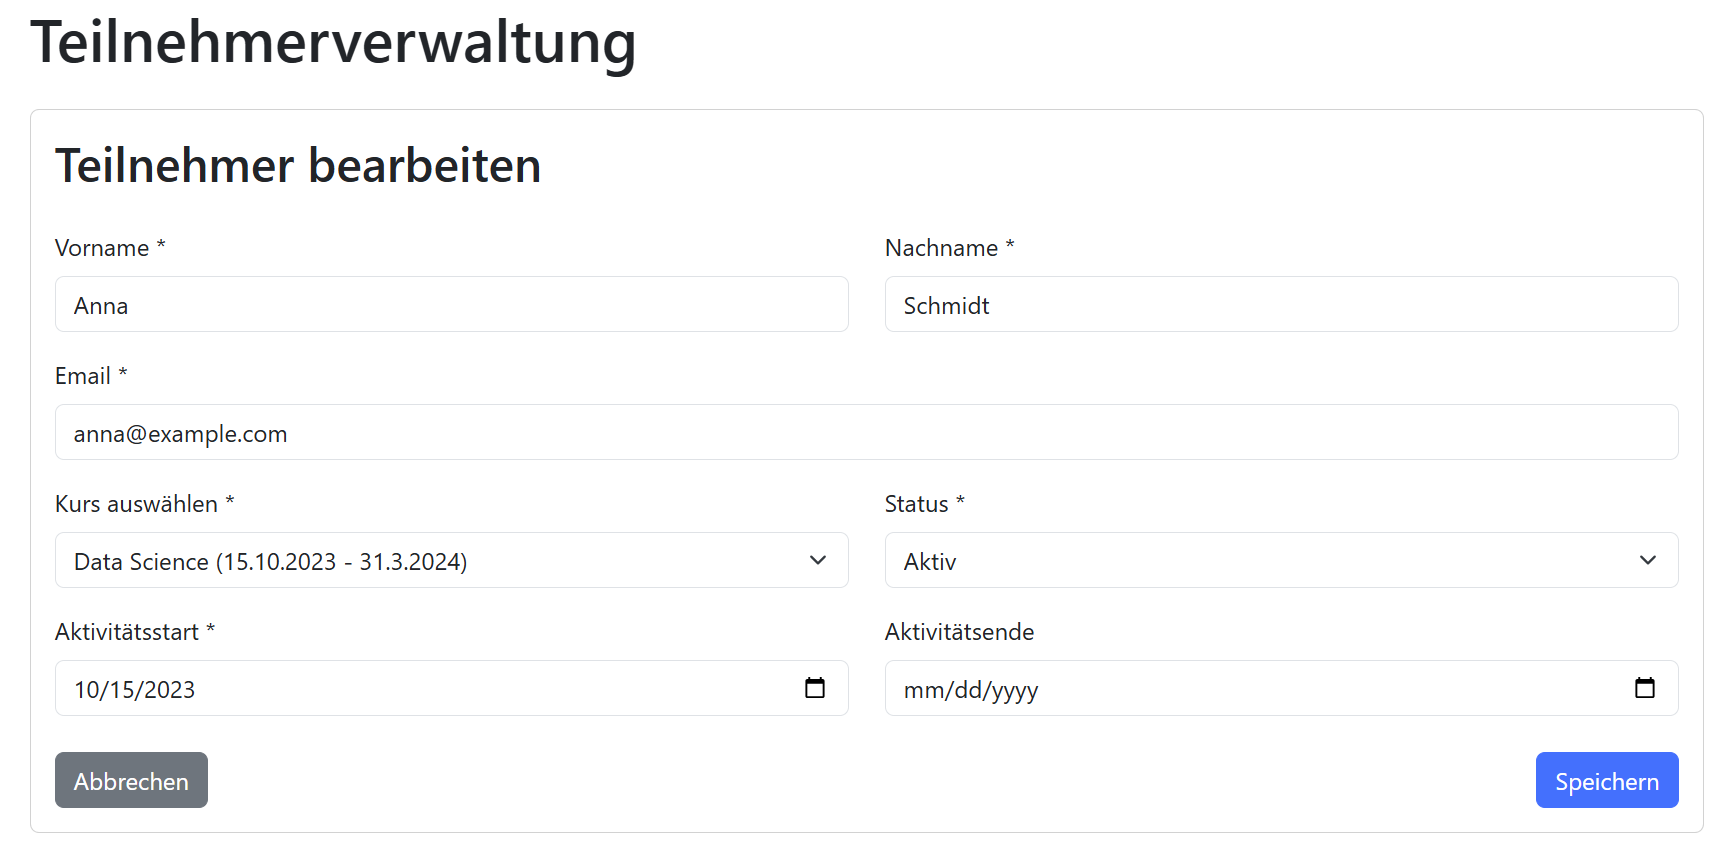 Teilnehmerverwaltung
Teilnehmer bearbeiten
Vorname *
Nachname *
Anna
Schmidt
Email *
anna@example.com
Kurs auswählen *
Status *
Data Science (15.10.2023 - 31.3.2024)
Aktiv
Aktivitätsstart *
Aktivitätsende
10/15/2023
mm/dd/yyyy
Abbrechen
Speichern